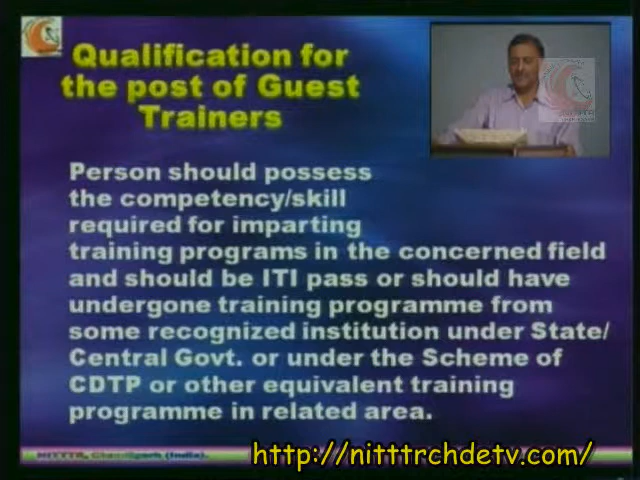 Qualification for
the post of Guest
Trainers
Person should possess
the competency/skill
required for imparting
training programs in the concerned field
and should be ITI pass or should have
undergone training programme from
some recognized institution under State/
Central Govt. or under the Scheme of
CDTP or other equivalent training
programme in related area.
NITTTR, Chandigarh (India).
http://nitttrchdetv.com/